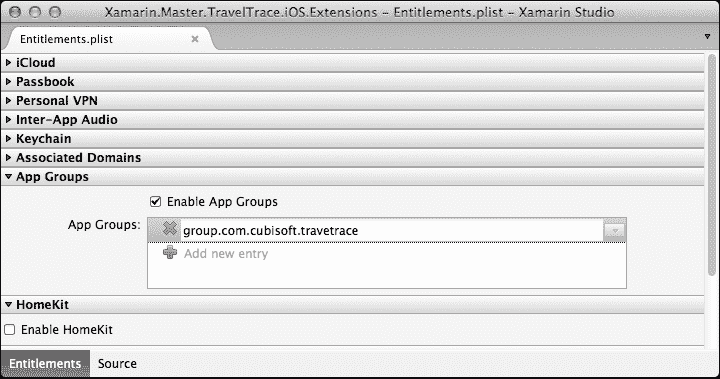 Xamarin.Master.TravelTrace.iOS.Extensions - Entitlements.plist - Xamarin Studio
Entitlements.plist
iCloud
Passbook
Personal VPN
Inter-App Audio
Keychain
Associated Domains
App Groups
Enable App Groups
App Groups: group.com.cubisoft.travetrace
Add new entry
HomeKit
Enable HomeKit
Entitlements Source